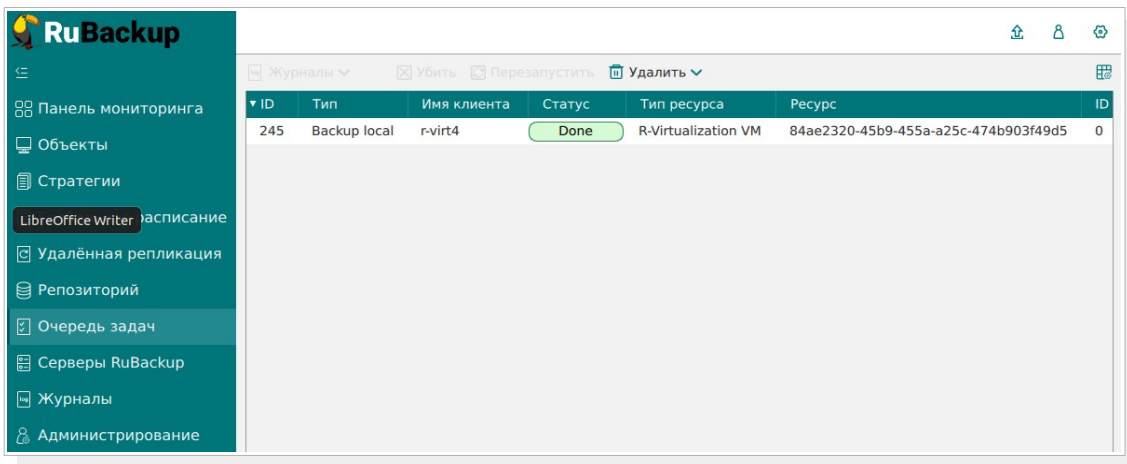 RuBackup
Журналы Убить Перезапустить Удалить
Панель мониторинга
Объекты
Стратегии
LibreOffice Writer расписание
Удалённая репликация
Репозиторий
Очередь задач
Серверы RuBackup
Журналы
Администрирование
ID Тип Имя клиента Статус Тип ресурса Ресурс ID
245 Backup local r-virt4 Done R-Virtualization VM 84ae2320-45b9-455a-a25c-474b903f49d5 0